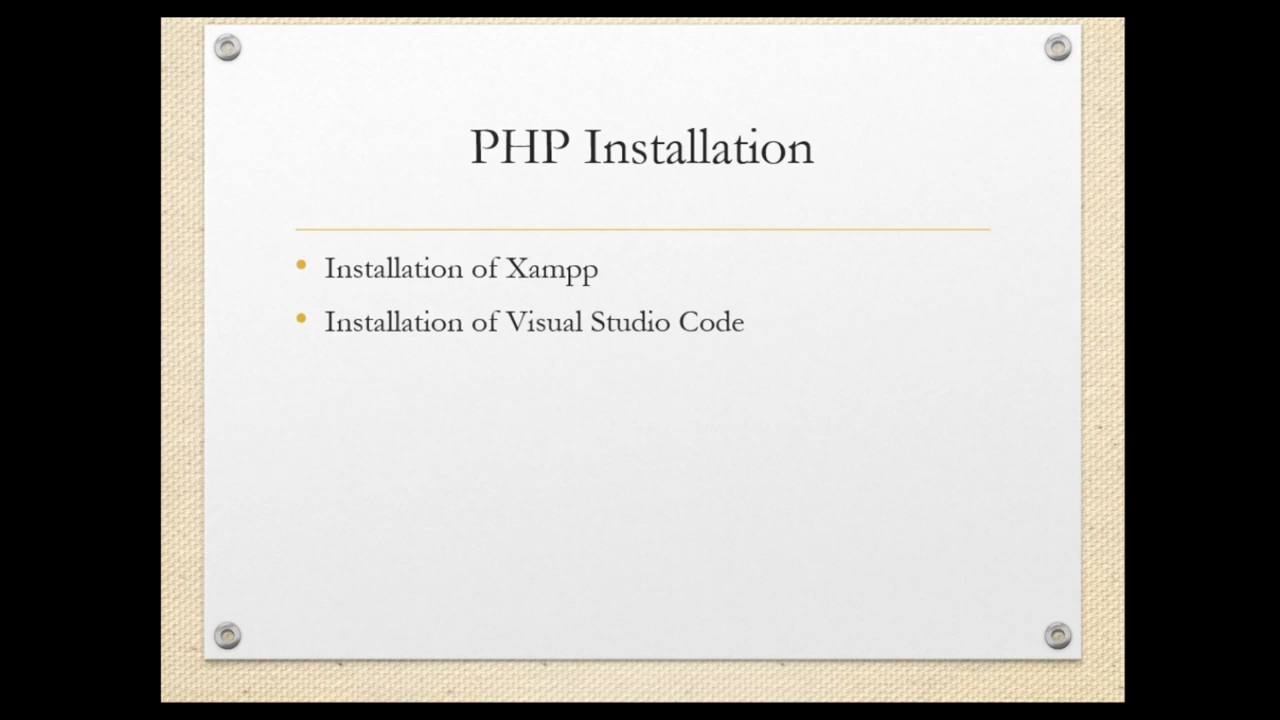 PHP Installation
• Installation of Xampp
• Installation of Visual Studio Code